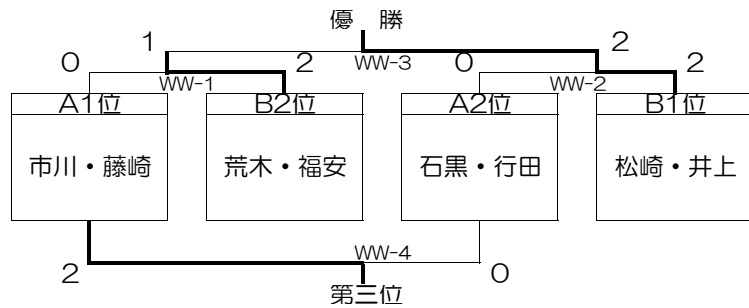 優 勝
1 2
0 2 WW-3 0 2
WW-1 WW-2
A1位 B2位 A2位 B1位
市川・藤崎 荒木・福安 石黒・行田 松崎・井上
WW-4
2 0
第三位